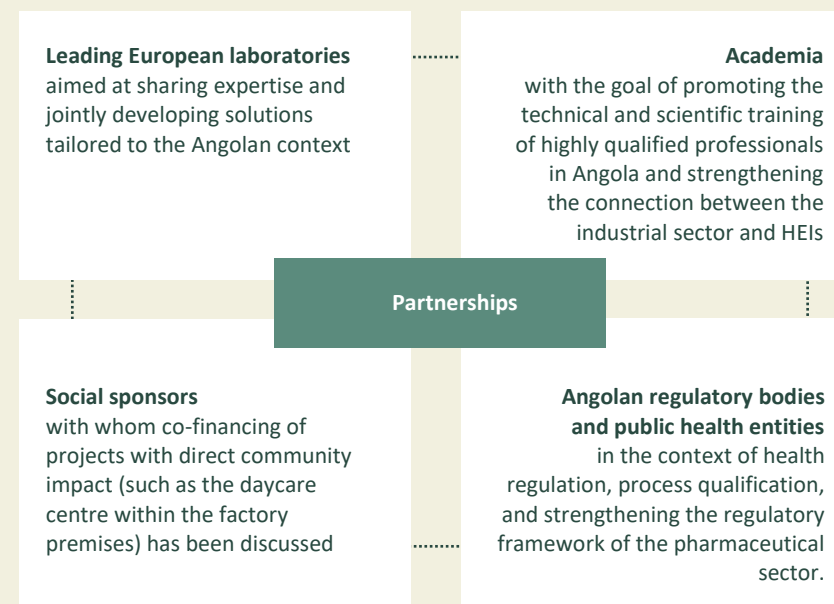 Leading European laboratories
aimed at sharing expertise and
jointly developing solutions
tailored to the Angolan context
Academia
with the goal of promoting the
technical and scientific training
of highly qualified professionals
in Angola and strengthening
the connection between the
industrial sector and HEIs
Partnerships
Social sponsors
with whom co-financing of
projects with direct community
impact (such as the daycare
centre within the factory
premises) has been discussed
Angolan regulatory bodies
and public health entities
in the context of health
regulation, process qualification,
and strengthening the regulatory
framework of the pharmaceutical
sector.